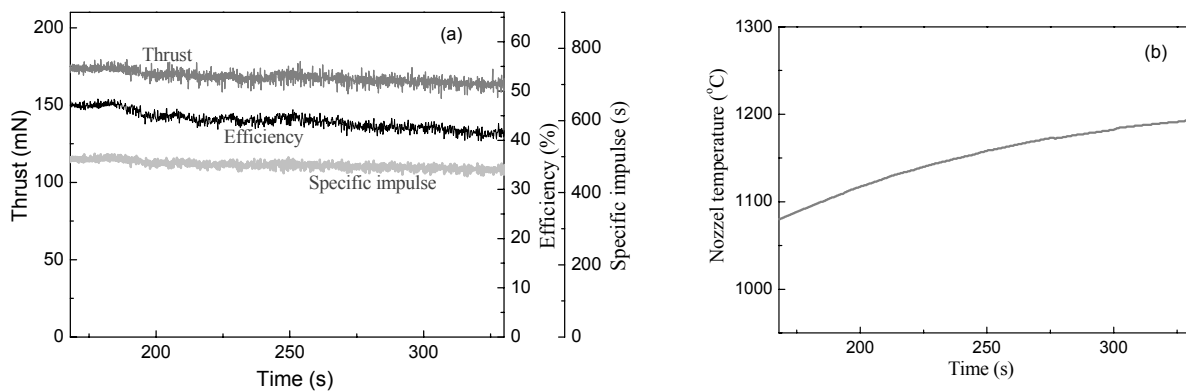 (a)
Thrust
Efficiency
Specific impulse
200
150
100
50
0
Thrust (mN)
200
250
300
Time (s)
60
50
40
30
20
10
0
Efficiency (%)
800
600
400
200
0
Specific impulse (s)
(b)
1300
1200
1100
1000
Nozzel temperature (°C)
200
250
300
Time (s)